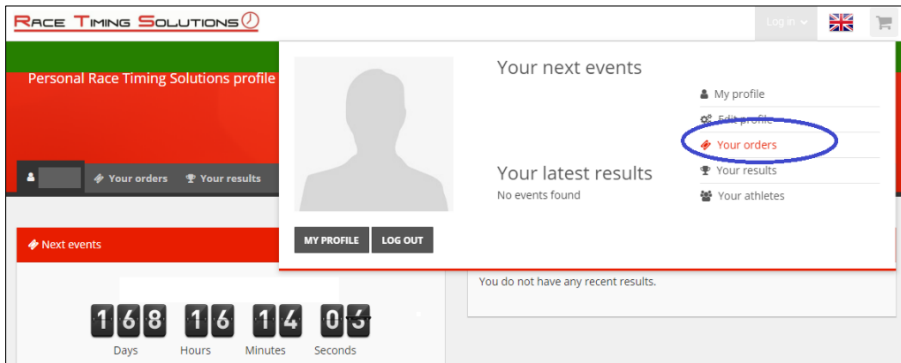 RACE TIMING SOLUTIONS
Log in
Personal Race Timing Solutions profile
Your next events
My profile
Edit profile
Your orders
Your results
Your athletes
Your latest results
No events found
MY PROFILE LOG OUT
Your orders Your results
Next events
You do not have any recent results.
168 16 14
Days Hours Minutes Seconds